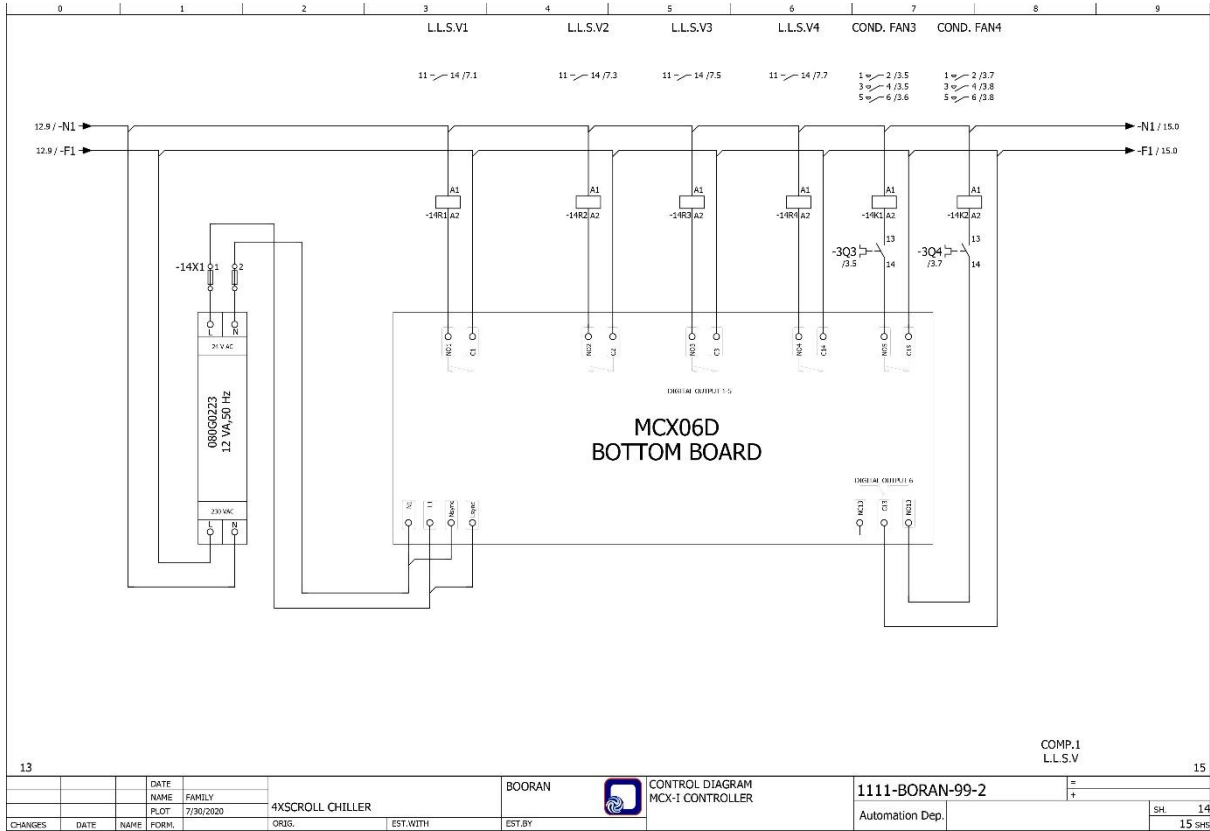 0 1 2 3 4 5 6 7 8 9
L.L.S.V1 L.L.S.V2 L.L.S.V3 L.L.S.V4 COND. FAN3 COND. FAN4
11 14 /7.1 11 14 /7.3 11 14 /7.5 11 14 /7.7 1 2 /3.5 1 2 /3.7
3 4 /3.5 3 4 /3.8
5 6 /3.6 5 6 /3.8
12.9 / -N1 -N1 / 15.0
12.9 / -F1 -F1 / 15.0
A1 A1 A1 A1 A1 A1
-14R1 A2 -14R2 A2 -14R3 A2 -14R4 A2 -14K1 A2 -14K2 A2
13 13
-3Q3 -3Q4
/3.5 14 /3.7 14
-14X1 1 2
L N
24 VAC
080G0223
12 VA,50 Hz
230 VAC
L N
NO1 C1 NO2 C2 NO3 C3 NO4 C14 NO5 C15
DIGITAL OUTPUT 1-5
MCX06D
BOTTOM BOARD
DIGITAL OUTPUT 6
Nsync Lsync NC13 C13 NO13
COMP.1
L.L.S.V
13 15
DATE
NAME FAMILY
PLOT 7/30/2020
CHANGES DATE NAME FORM.
4XSCROLL CHILLER
ORIG. EST.WITH EST.BY
BOORAN
CONTROL DIAGRAM
MCX-I CONTROLLER
1111-BORAN-99-2
Automation Dep.
=
+
SH. 14
15 SHS